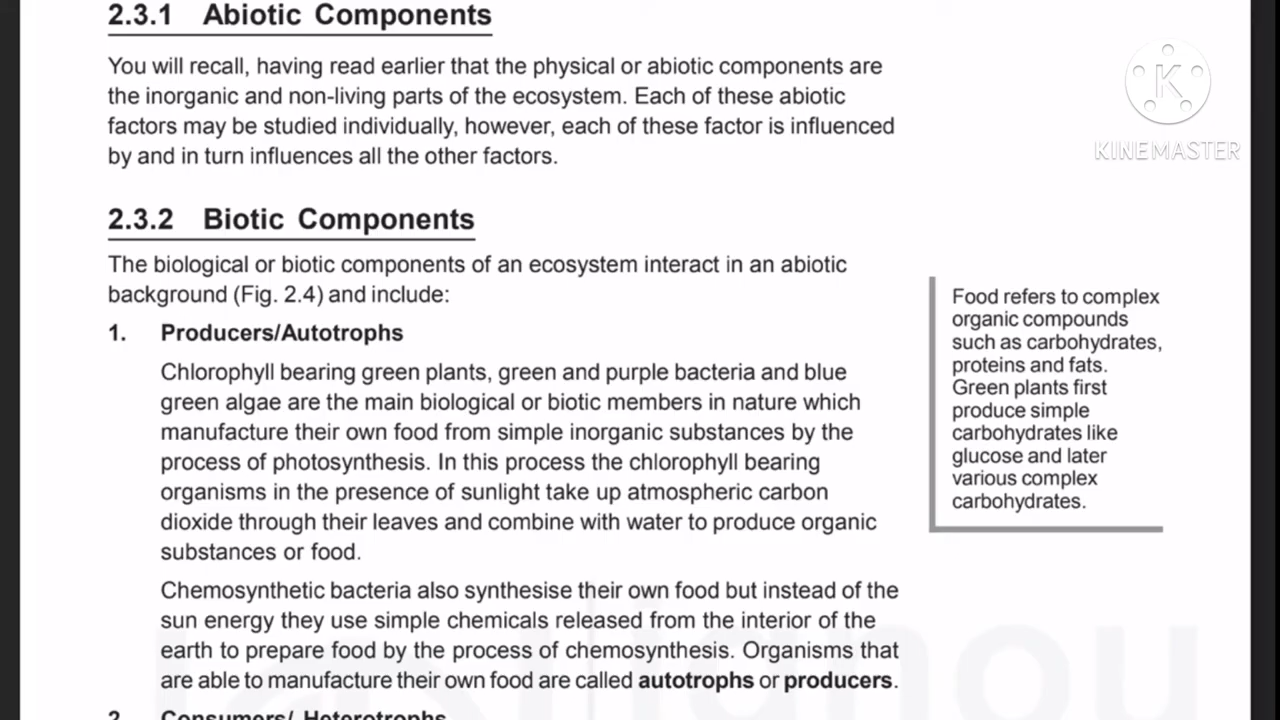 2.3.1 Abiotic Components
You will recall, having read earlier that the physical or abiotic components are
the inorganic and non-living parts of the ecosystem. Each of these abiotic
factors may be studied individually, however, each of these factor is influenced
by and in turn influences all the other factors.
K
KINEMASTER
2.3.2 Biotic Components
The biological or biotic components of an ecosystem interact in an abiotic
background (Fig. 2.4) and include:
1. Producers/Autotrophs
Chlorophyll bearing green plants, green and purple bacteria and blue
green algae are the main biological or biotic members in nature which
manufacture their own food from simple inorganic substances by the
process of photosynthesis. In this process the chlorophyll bearing
organisms in the presence of sunlight take up atmospheric carbon
dioxide through their leaves and combine with water to produce organic
substances or food.
Chemosynthetic bacteria also synthesise their own food but instead of the
sun energy they use simple chemicals released from the interior of the
earth to prepare food by the process of chemosynthesis. Organisms that
are able to manufacture their own food are called autotrophs or producers.
2. Consumers/ Heterotrophs
Food refers to complex
organic compounds
such as carbohydrates,
proteins and fats.
Green plants first
produce simple
carbohydrates like
glucose and later
various complex
carbohydrates.
ignou